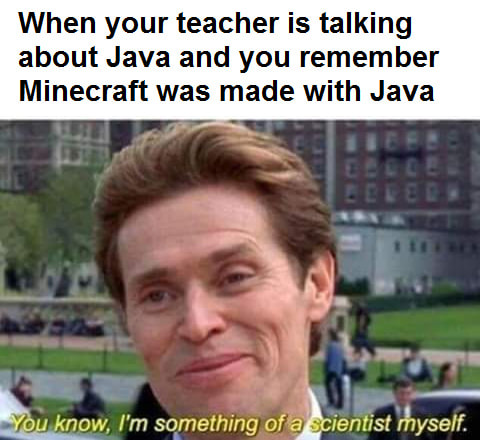 When your teacher is talking
about Java and you remember
Minecraft was made with Java
You know, I'm something of a scientist myself.